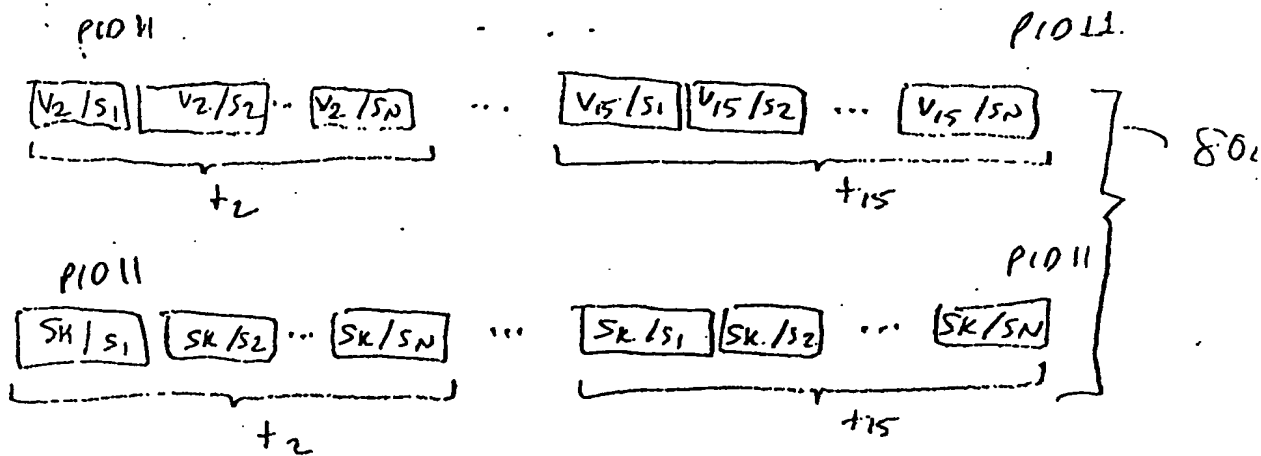 PID 11 PID 11
V2/S1 V2/S2 ... V2/SN ... V15/S1 V15/S2 ... V15/SN
t2 t15
PID 11 PID 11
SK/S1 SK/S2 ... SK/SN ... SK/S1 SK/S2 ... SK/SN
t2 t15